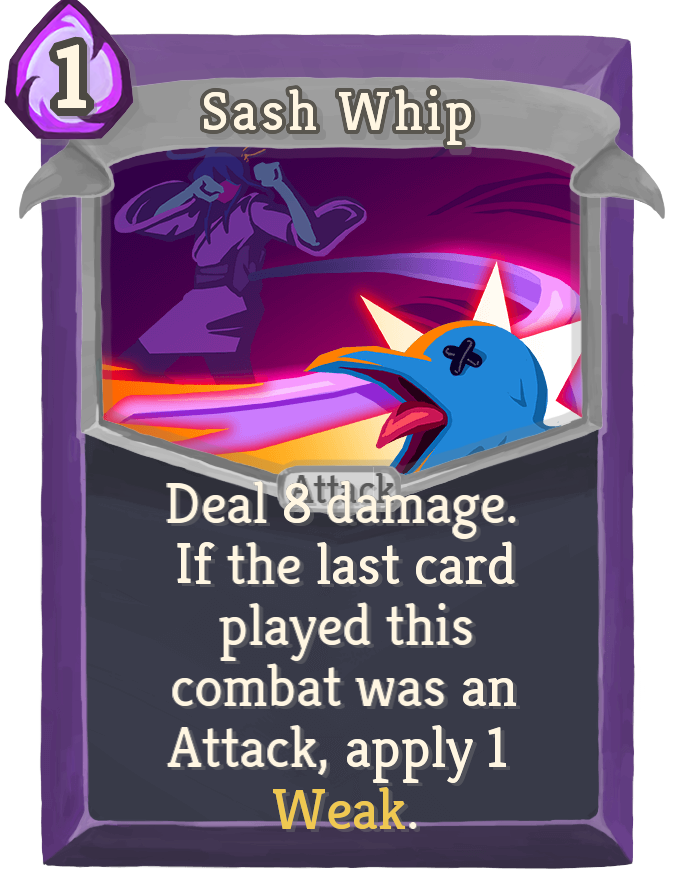 1
Sash Whip
Attack
Deal 8 damage.
If the last card
played this
combat was an
Attack, apply 1
Weak.